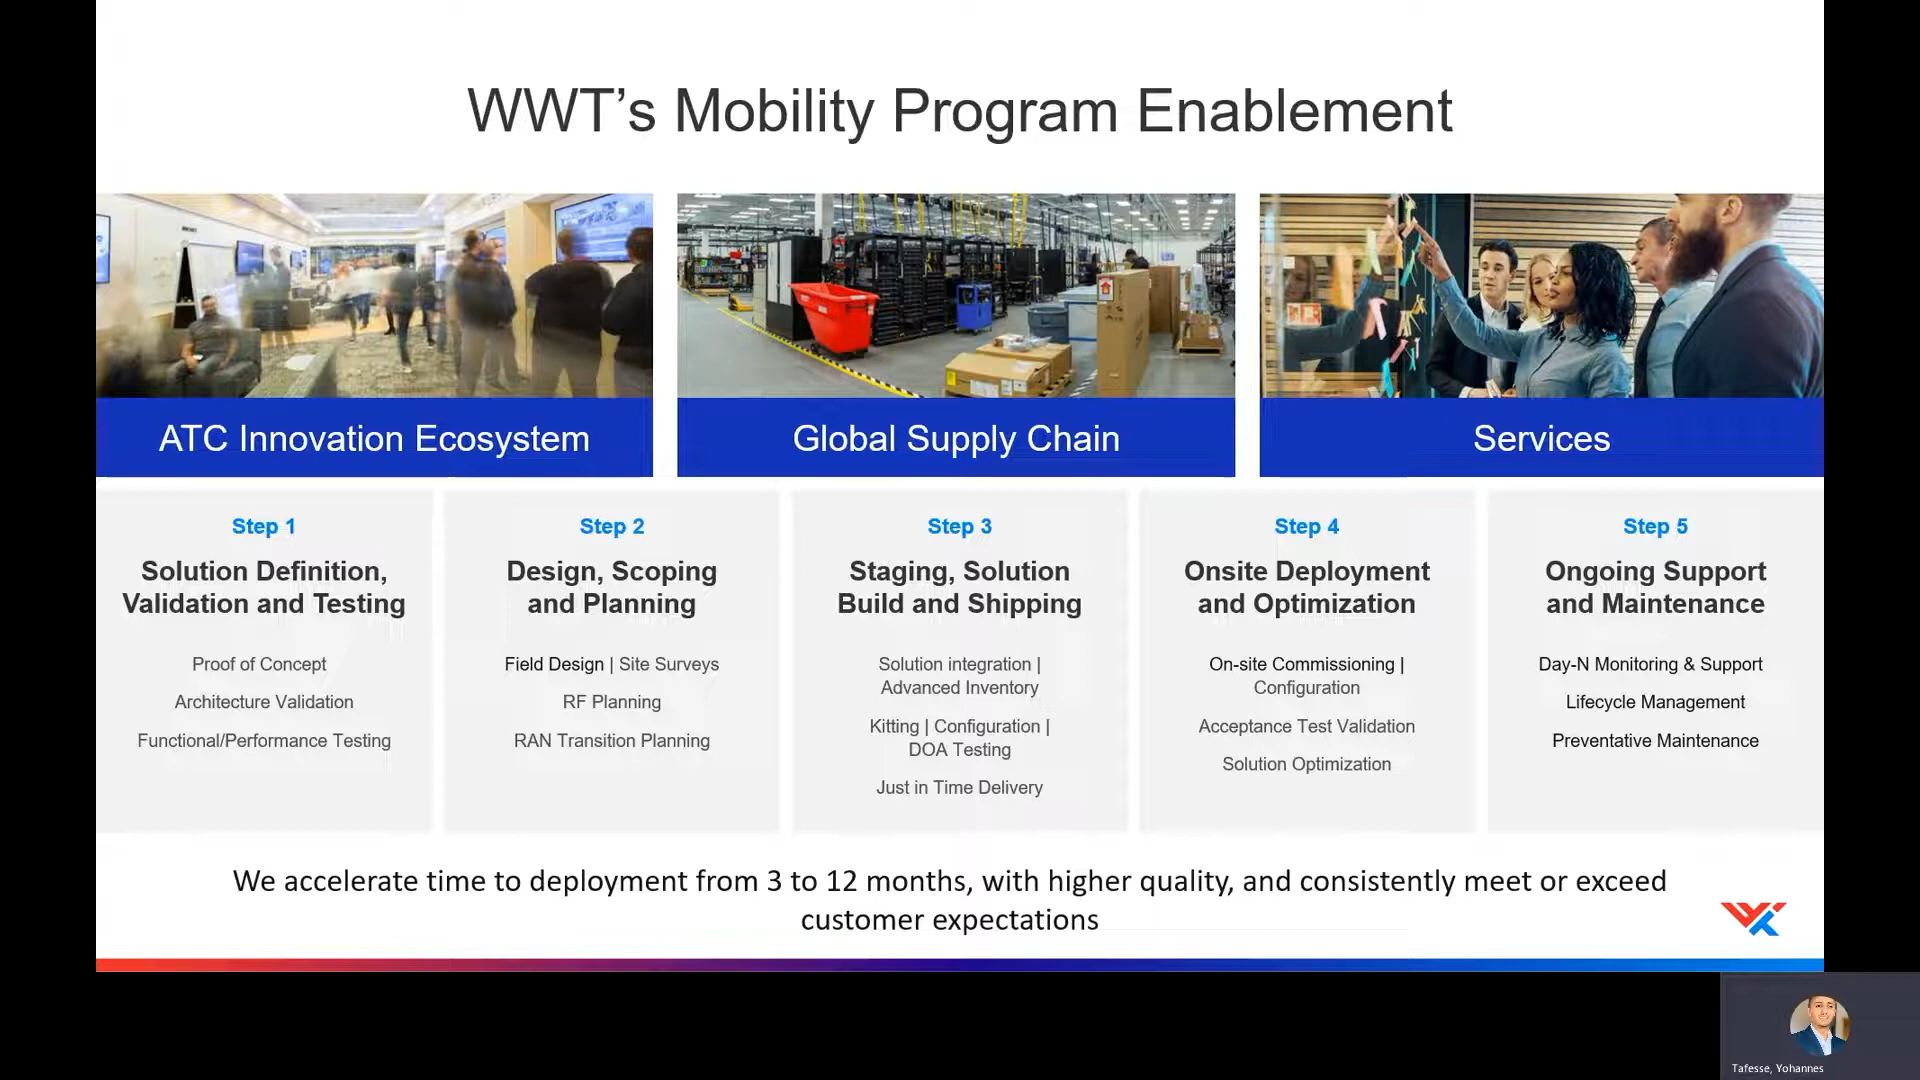 WWT’s Mobility Program Enablement
ATC Innovation Ecosystem
Global Supply Chain
Services
Step 1
Solution Definition,
Validation and Testing
Proof of Concept
Architecture Validation
Functional/Performance Testing
Step 2
Design, Scoping
and Planning
Field Design | Site Surveys
RF Planning
RAN Transition Planning
Step 3
Staging, Solution
Build and Shipping
Solution integration |
Advanced Inventory
Kitting | Configuration |
DOA Testing
Just in Time Delivery
Step 4
Onsite Deployment
and Optimization
On-site Commissioning |
Configuration
Acceptance Test Validation
Solution Optimization
Step 5
Ongoing Support
and Maintenance
Day-N Monitoring & Support
Lifecycle Management
Preventative Maintenance
We accelerate time to deployment from 3 to 12 months, with higher quality, and consistently meet or exceed
customer expectations
Tafesse, Yohannes